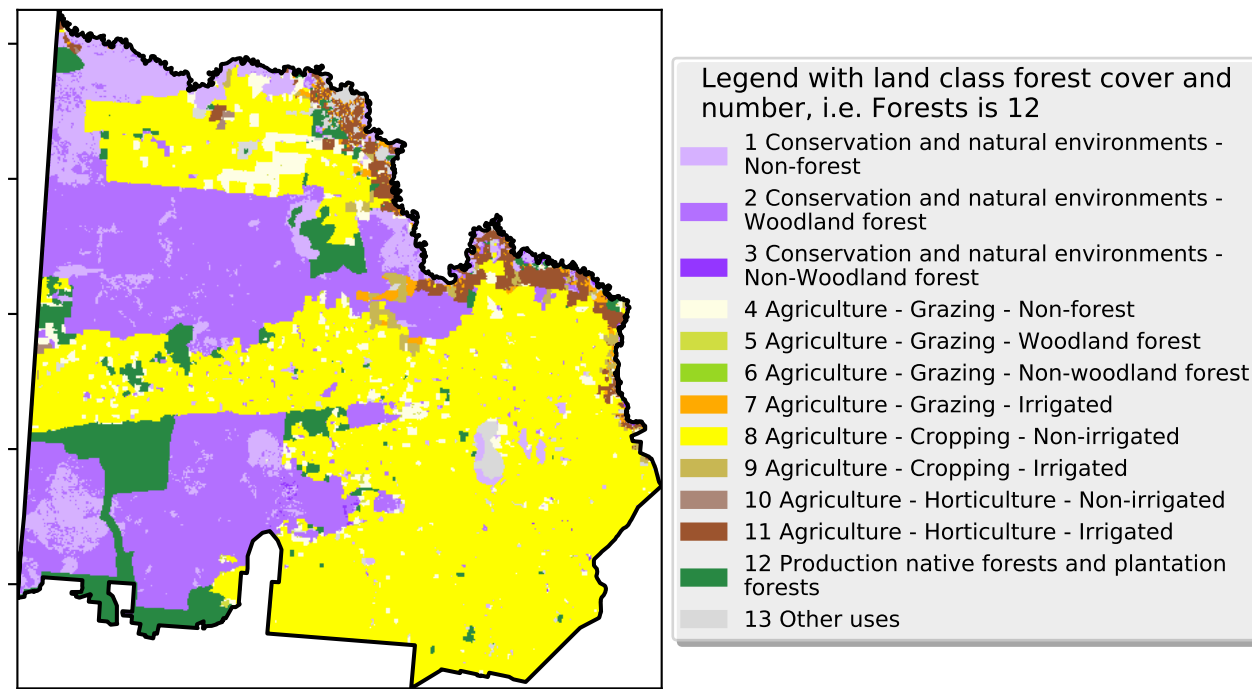 Legend with land class forest cover and
number, i.e. Forests is 12
1 Conservation and natural environments -
Non-forest
2 Conservation and natural environments -
Woodland forest
3 Conservation and natural environments -
Non-Woodland forest
4 Agriculture - Grazing - Non-forest
5 Agriculture - Grazing - Woodland forest
6 Agriculture - Grazing - Non-woodland forest
7 Agriculture - Grazing - Irrigated
8 Agriculture - Cropping - Non-irrigated
9 Agriculture - Cropping - Irrigated
10 Agriculture - Horticulture - Non-irrigated
11 Agriculture - Horticulture - Irrigated
12 Production native forests and plantation
forests
13 Other uses